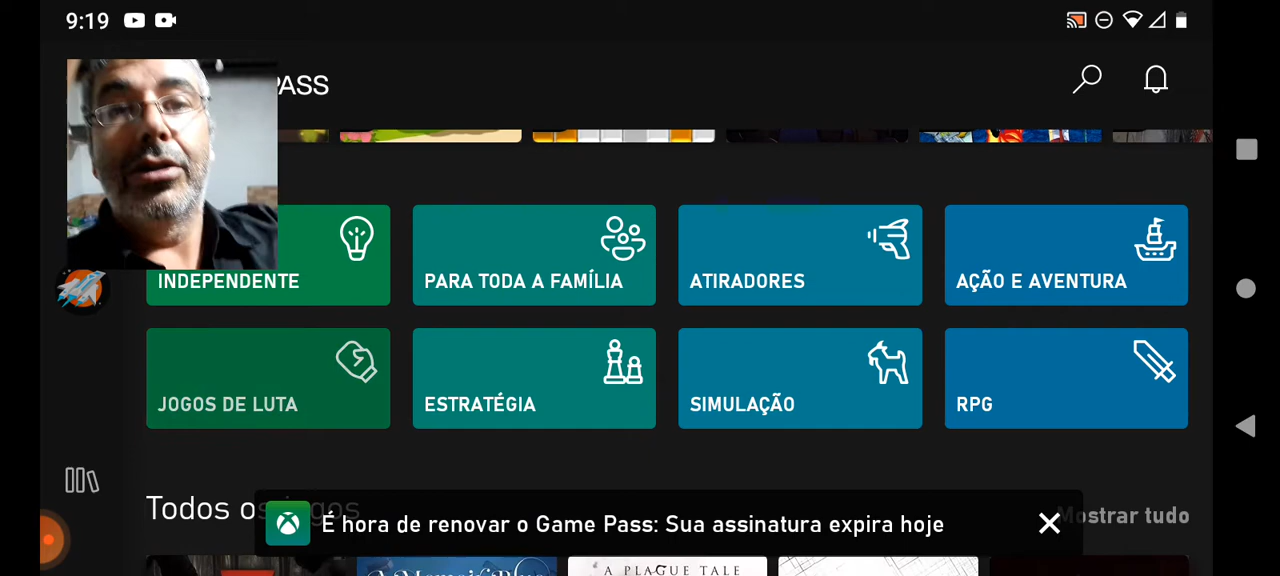 9:19
PASS
INDEPENDENTE
PARA TODA A FAMÍLIA
ATIRADORES
AÇÃO E AVENTURA
JOGOS DE LUTA
ESTRATÉGIA
SIMULAÇÃO
RPG
Todos os jogos
Mostrar tudo
É hora de renovar o Game Pass: Sua assinatura expira hoje
A PLAGUE TALE